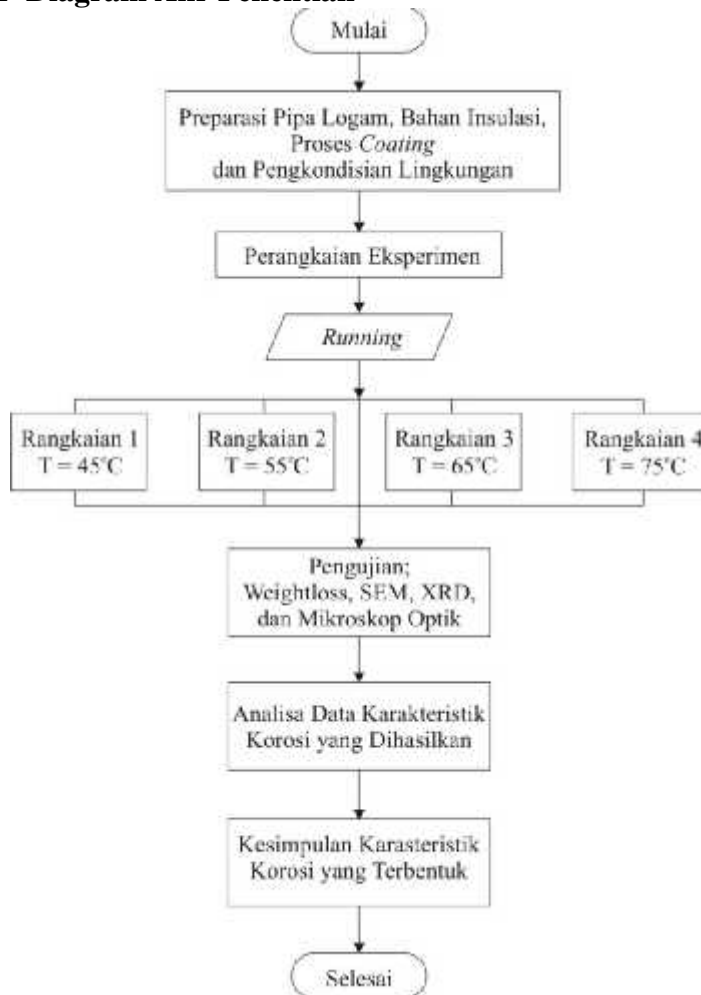 Mulai
Preparasi Pipa Logam, Bahan Insulasi,
Proses Coating
dan Pengkondisian Lingkungan
Perangkaian Eksperimen
Running
Rangkaian 1
T = 45°C
Rangkaian 2
T = 55°C
Rangkaian 3
T = 65°C
Rangkaian 4
T = 75°C
Pengujian;
Weightloss, SEM, XRD,
dan Mikroskop Optik
Analisa Data Karakteristik
Korosi yang Dihasilkan
Kesimpulan Karasteristik
Korosi yang Terbentuk
Selesai